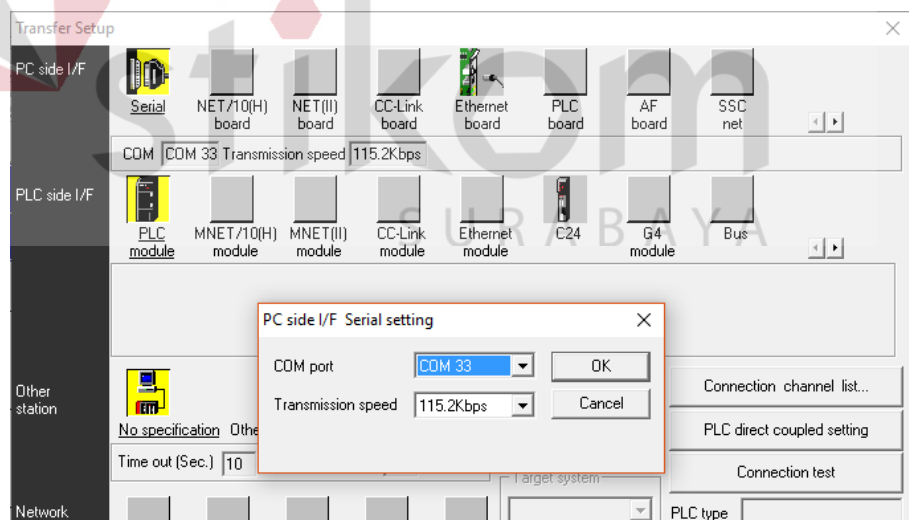 Transfer Setup
PC side I/F
Serial
NET/10(H)
board
NET(II)
board
CC-Link
board
Ethernet
board
PLC
board
AF
board
SSC
net
COM COM 33 Transmission speed 115.2Kbps
PLC side I/F
PLC
module
MNET/10(H)
module
MNET(II)
module
CC-Link
module
Ethernet
module
C24
G4
module
Bus
stikom
SURABAYA
PC side I/F Serial setting
COM port COM 33 OK
Transmission speed 115.2Kbps Cancel
Other
station
No specification
Time out (Sec.) 10
Connection channel list...
PLC direct coupled setting
Target system
Connection test
Network
PLC type